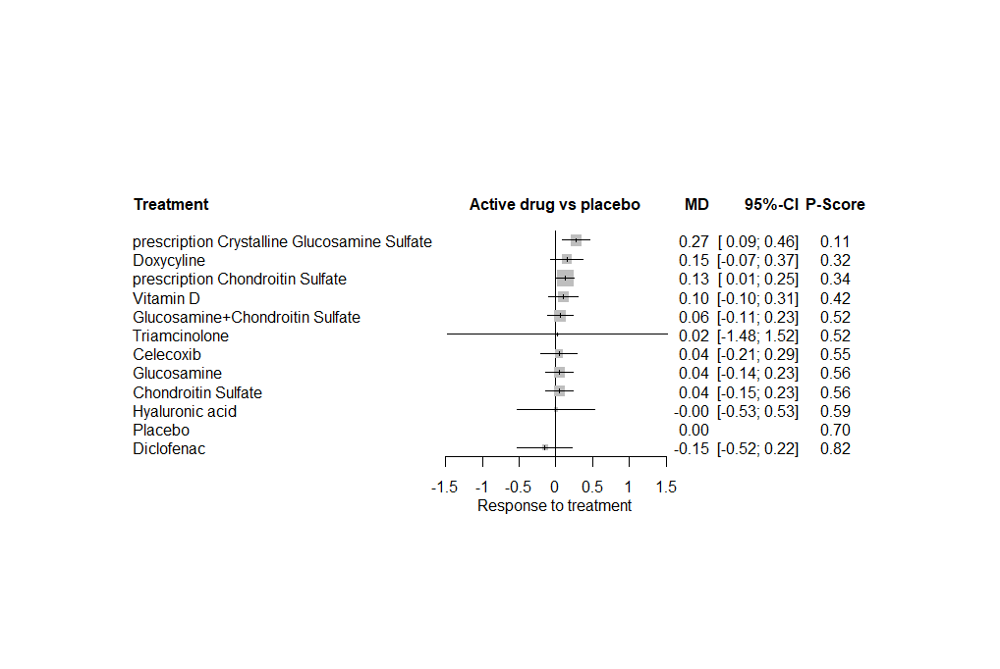 Treatment Active drug vs placebo MD 95%-CI P-Score
prescription Crystalline Glucosamine Sulfate 0.27 [ 0.09; 0.46] 0.11
Doxycyline 0.15 [-0.07; 0.37] 0.32
prescription Chondroitin Sulfate 0.13 [ 0.01; 0.25] 0.34
Vitamin D 0.10 [-0.10; 0.31] 0.42
Glucosamine+Chondroitin Sulfate 0.06 [-0.11; 0.23] 0.52
Triamcinolone 0.02 [-1.48; 1.52] 0.52
Celecoxib 0.04 [-0.21; 0.29] 0.55
Glucosamine 0.04 [-0.14; 0.23] 0.56
Chondroitin Sulfate 0.04 [-0.15; 0.23] 0.56
Hyaluronic acid -0.00 [-0.53; 0.53] 0.59
Placebo 0.00 0.70
Diclofenac -0.15 [-0.52; 0.22] 0.82
-1.5 -1 -0.5 0 0.5 1 1.5
Response to treatment